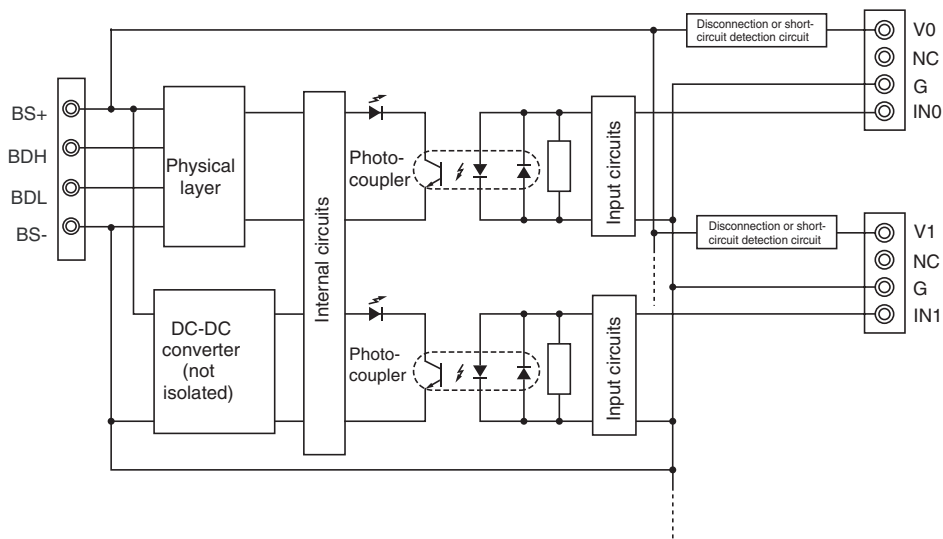 Disconnection or short-
circuit detection circuit
V0
NC
G
IN0
BS+
BDH
BDL
BS-
Physical
layer
Internal circuits
Photo-
coupler
Input circuits
Disconnection or short-
circuit detection circuit
V1
NC
G
IN1
DC-DC
converter
(not
isolated)
Photo-
coupler
Input circuits